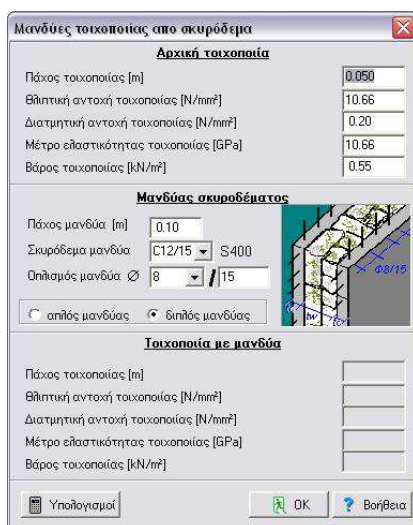 Μανδύες τοιχοποιίας απο σκυρόδεμα
Αρχική τοιχοποιία
Πάχος τοιχοποιίας [m] 0.050
Θλιπτική αντοχή τοιχοποιίας [N/mm²] 10.66
Διατμητική αντοχή τοιχοποιίας [N/mm²] 0.20
Μέτρο ελαστικότητας τοιχοποιίας [GPa] 10.66
Βάρος τοιχοποιίας [kN/m²] 0.55
Μανδύας σκυροδέματος
Πάχος μανδύα [m] 0.10
Σκυρόδεμα μανδύα C12/15 S400
Οπλισμός μανδύα Ø 8 / 15
Φ8/15
tw
απλός μανδύας διπλός μανδύας
Τοιχοποιία με μανδύα
Πάχος τοιχοποιίας [m]
Θλιπτική αντοχή τοιχοποιίας [N/mm²]
Διατμητική αντοχή τοιχοποιίας [N/mm²]
Μέτρο ελαστικότητας τοιχοποιίας [GPa]
Βάρος τοιχοποιίας [kN/m²]
Υπολογισμοί OK ? Βοήθεια